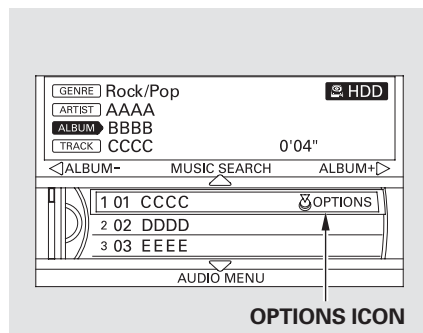 GENRE Rock/Pop HDD
ARTIST AAAA
ALBUM BBBB
TRACK CCCC 0'04"
ALBUM- MUSIC SEARCH ALBUM+
1 01 CCCC OPTIONS
2 02 DDDD
3 03 EEEE
AUDIO MENU
OPTIONS ICON